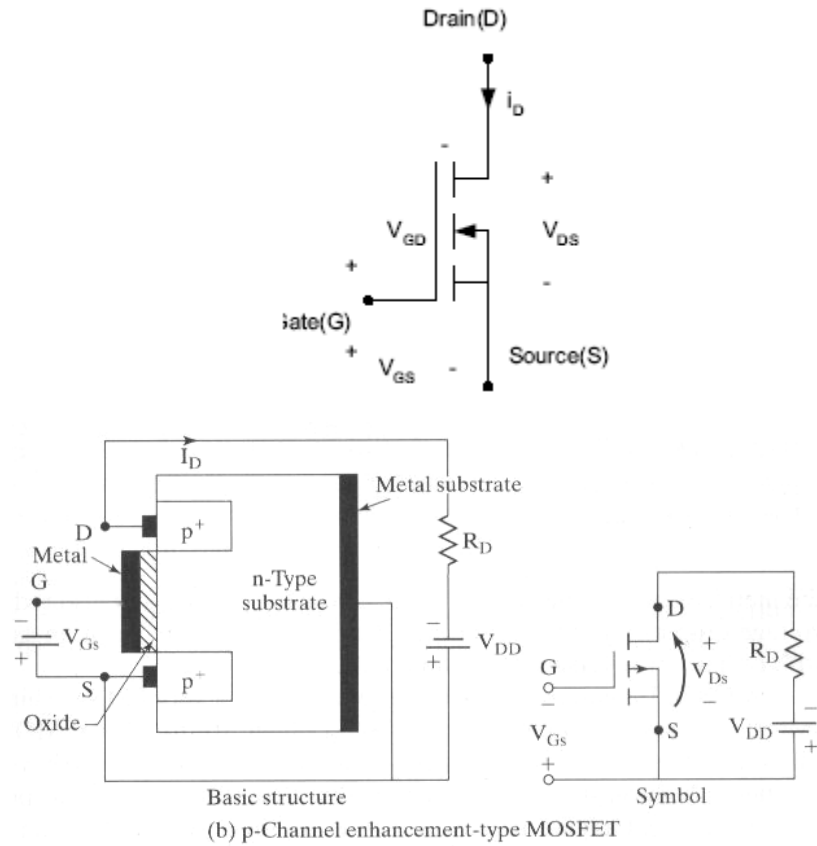 Drain(D)
iD
-
+
VGD
VDS
+
-
Gate(G)
+
VGS
-
Source(S)
ID
Metal substrate
D
p+
RD
Metal
G
n-Type
substrate
-
VGs
+
-
VDD
+
S
p+
Oxide
D
+
RD
G
VDs
-
-
VGs
S
-
VDD
+
+
Basic structure
Symbol
(b) p-Channel enhancement-type MOSFET